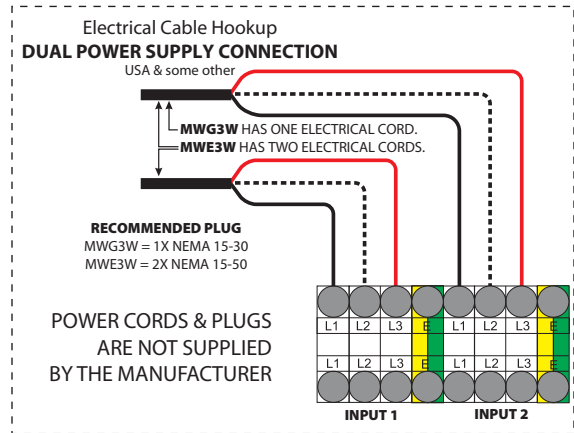 Electrical Cable Hookup
DUAL POWER SUPPLY CONNECTION
USA & some other
MWG3W HAS ONE ELECTRICAL CORD.
MWE3W HAS TWO ELECTRICAL CORDS.
RECOMMENDED PLUG
MWG3W = 1X NEMA 15-30
MWE3W = 2X NEMA 15-50
POWER CORDS & PLUGS
ARE NOT SUPPLIED
BY THE MANUFACTURER
L1 L2 L3 E L1 L2 L3 E
L1 L2 L3 E L1 L2 L3 E
INPUT 1 INPUT 2